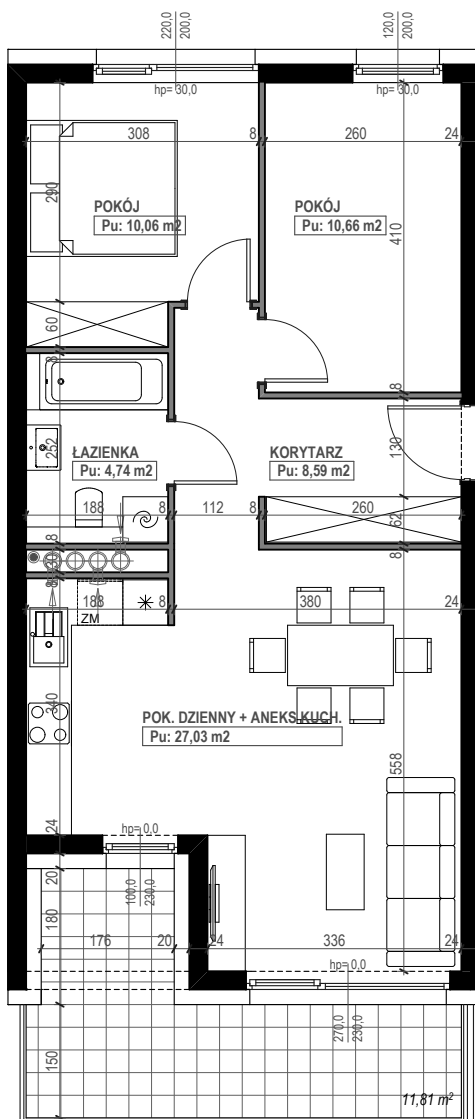 220,0
200,0
120,0
200,0
hp= 30,0
hp= 30,0
308
8
260
24
290
POKÓJ
Pu: 10,06 m2
POKÓJ
Pu: 10,66 m2
410
60
8
8
252
ŁAZIENKA
Pu: 4,74 m2
KORYTARZ
Pu: 8,59 m2
130
188
8
112
8
260
62
8
30
8
8
188
8
380
24
ZM
340
POK. DZIENNY + ANEKS KUCH.
Pu: 27,03 m2
558
24
hp= 0,0
20
100,0
230,0
180
176
20
24
336
24
hp= 0,0
270,0
230,0
150
11,81 m²